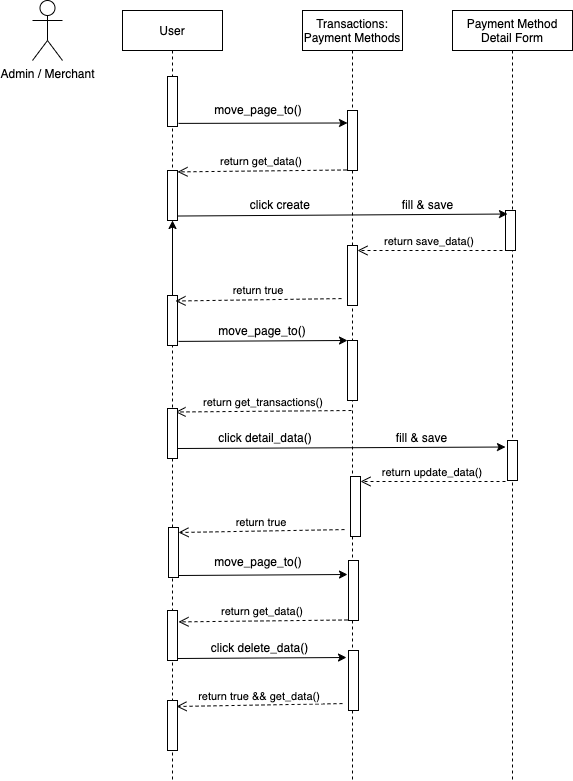 User
Transactions:
Payment Methods
Payment Method
Detail Form
Admin / Merchant
move_page_to()
return get_data()
click create
fill & save
return save_data()
return true
move_page_to()
return get_transactions()
click detail_data()
fill & save
return update_data()
return true
move_page_to()
return get_data()
click delete_data()
return true && get_data()